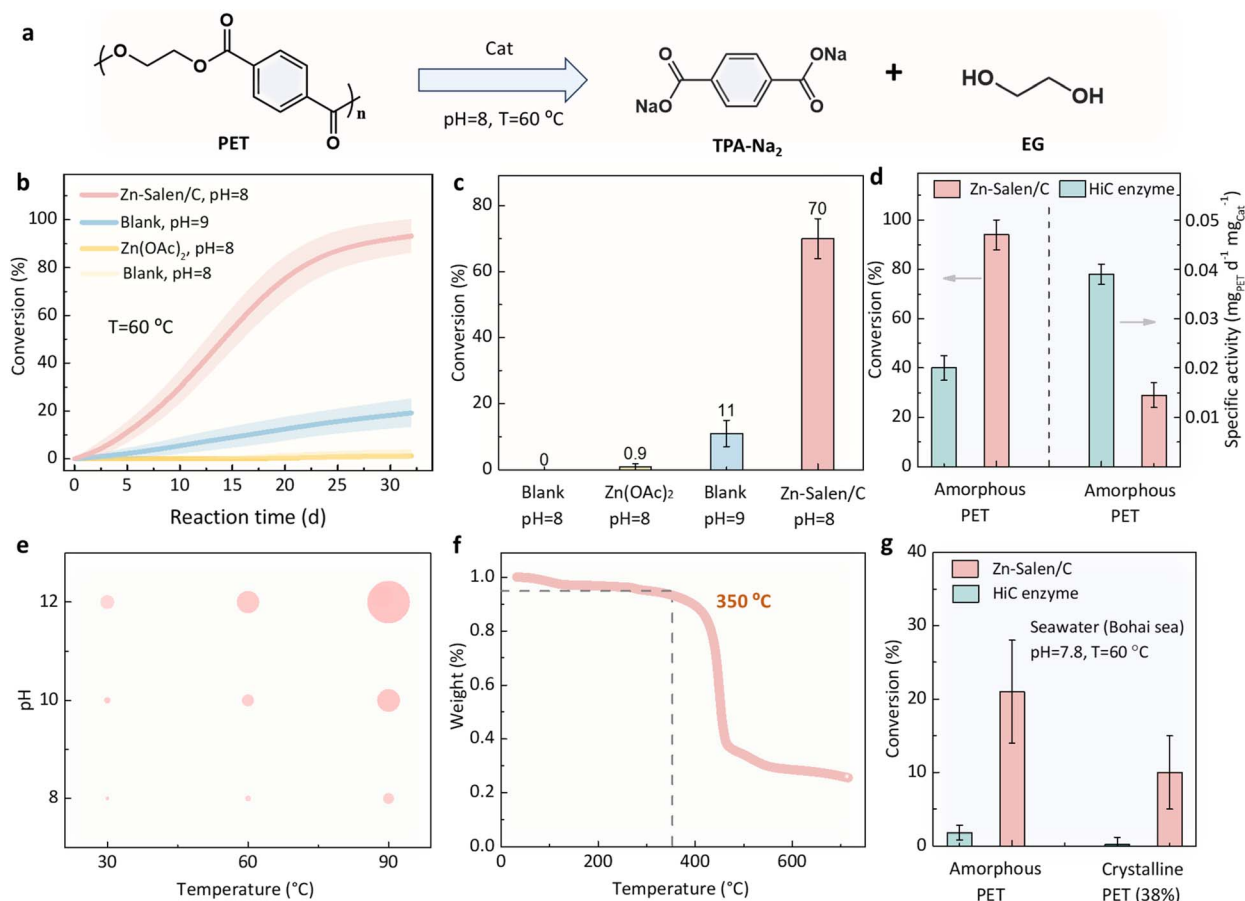 a
O
O
O
O
n
PET
Cat
pH=8, T=60 °C
O
ONa
NaO
O
TPA-Na₂
+
HO
OH
EG
b
Zn-Salen/C, pH=8
Blank, pH=9
Zn(OAc)₂, pH=8
Blank, pH=8
T=60 °C
Conversion (%)
100
80
60
40
20
0
0 5 10 15 20 25 30
Reaction time (d)
c
Conversion (%)
80
60
40
20
0
0
0.9
11
70
Blank Zn(OAc)₂ Blank Zn-Salen/C
pH=8 pH=8 pH=9 pH=8
d
Zn-Salen/C HiC enzyme
Conversion (%)
100
80
60
40
20
0
0.05
0.04
0.03
0.02
0.01
Specific activity (mg_PET d⁻¹ mg_Cat⁻¹)
Amorphous Amorphous
PET PET
e
pH
12
10
8
30 60 90
Temperature (°C)
f
350 °C
Weight (%)
1.0
0.8
0.6
0.4
0.2
0.0
0 200 400 600
Temperature (°C)
g
Zn-Salen/C
HiC enzyme
Seawater (Bohai sea)
pH=7.8, T=60 °C
Conversion (%)
40
30
20
10
0
Amorphous Crystalline
PET PET (38%)